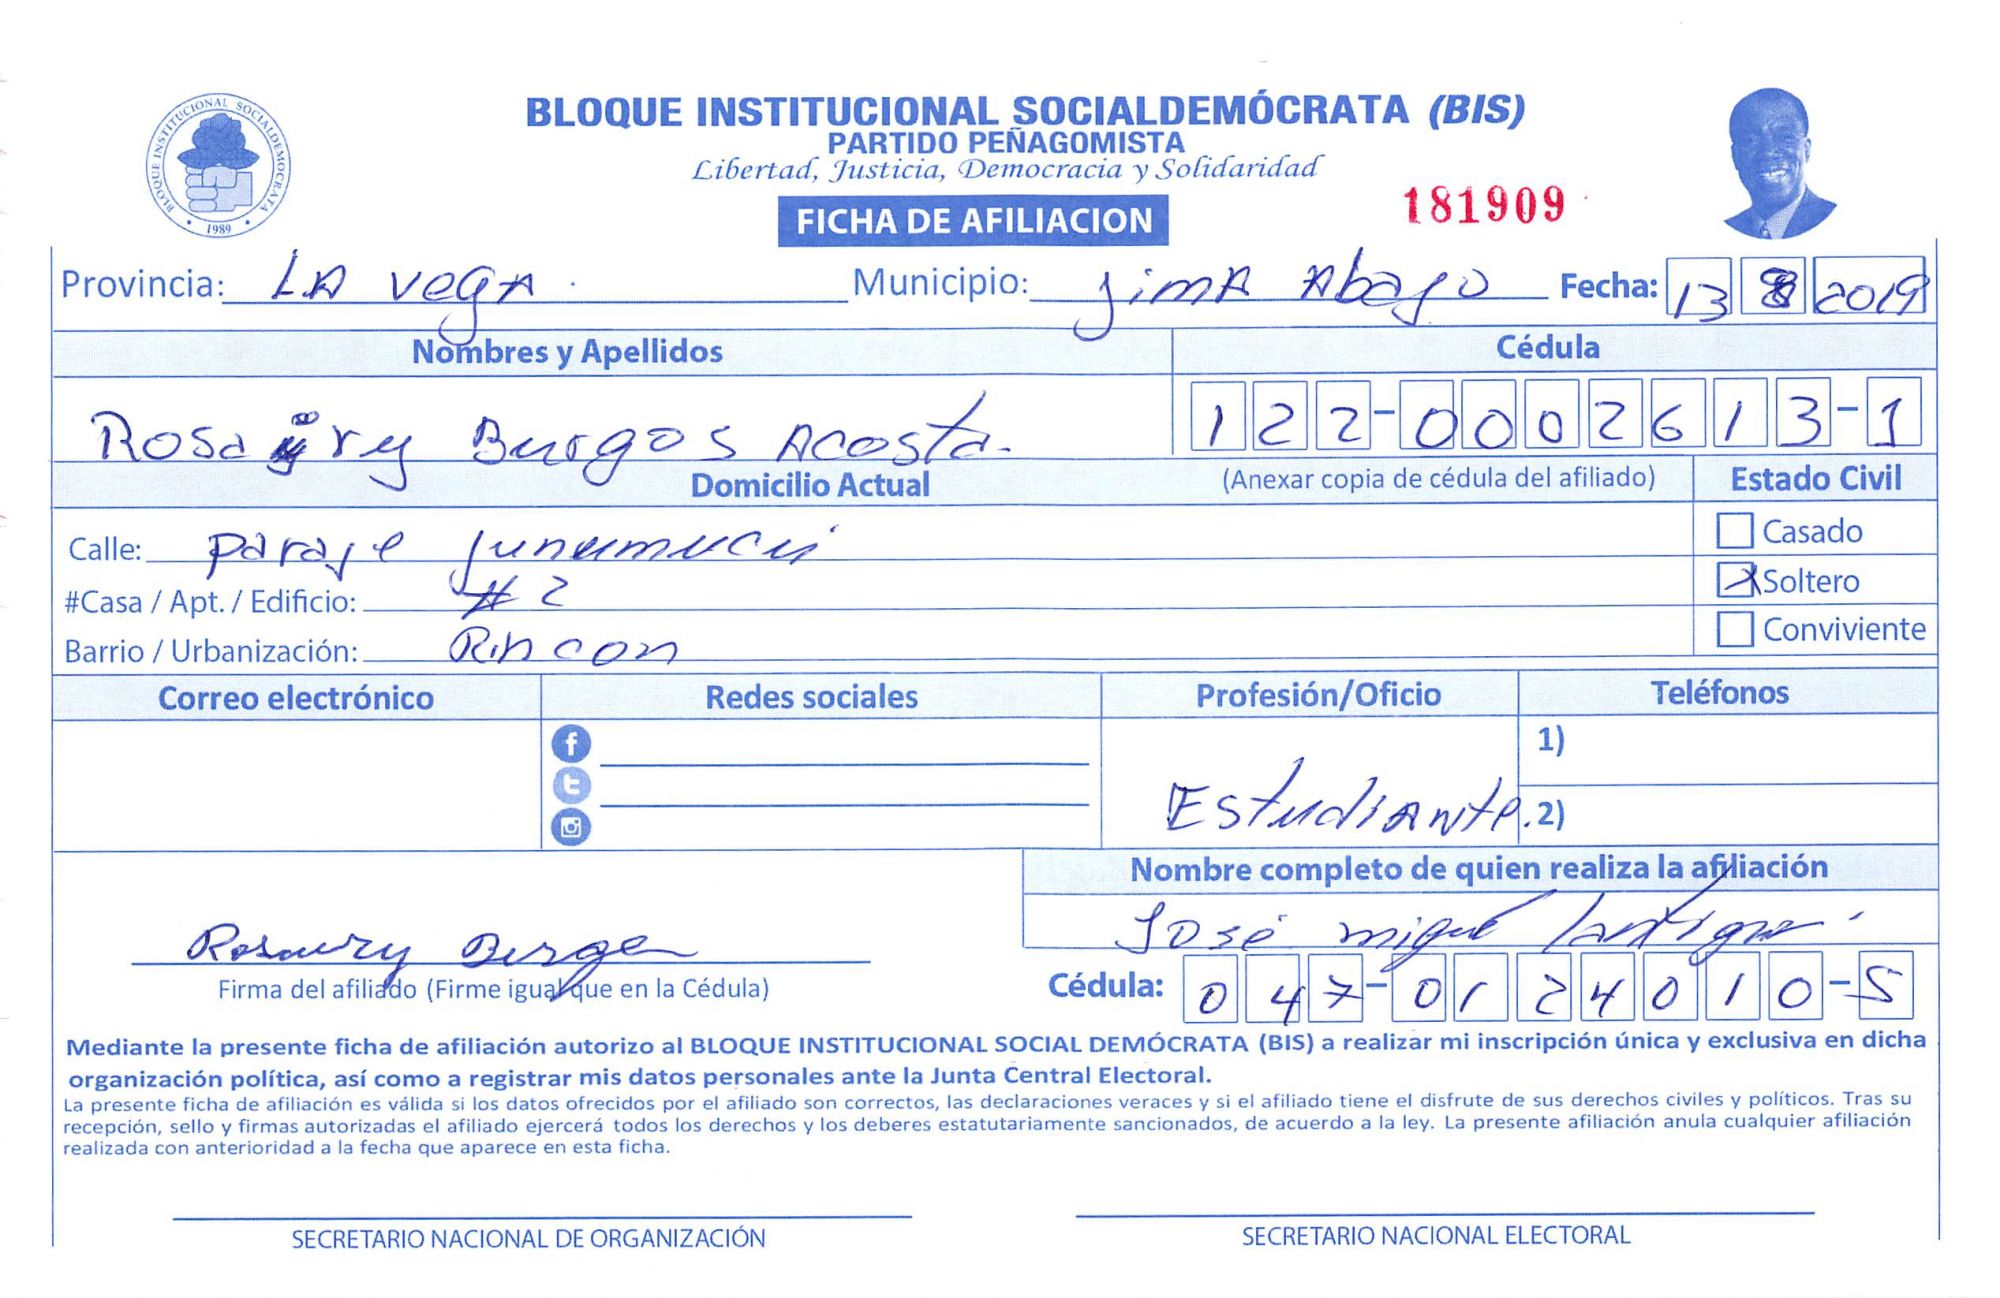 BLOQUE INSTITUCIONAL SOCIALDEMOCRATA
1989
BLOQUE INSTITUCIONAL SOCIALDEMÓCRATA (BIS)
PARTIDO PEÑAGOMISTA
Libertad, Justicia, Democracia y Solidaridad
FICHA DE AFILIACION
181909
Provincia: LA VegA Municipio: JimA Abajo Fecha: 13 8 2019
Nombres y Apellidos Cédula
Burgos Acosta. 122-0002613-1
Domicilio Actual (Anexar copia de cédula del afiliado) Estado Civil
Calle: paraje Junumucu
Casado
#Casa / Apt. / Edificio: # 2
Soltero
Barrio / Urbanización: Rincon
Conviviente
Correo electrónico Redes sociales Profesión/Oficio Teléfonos
1)
Estudiante. 2)
Nombre completo de quien realiza la afiliación
José miguel
Rosaury Burgo
Firma del afiliado (Firme igual que en la Cédula)
Cédula: 047-0124010-5
Mediante la presente ficha de afiliación autorizo al BLOQUE INSTITUCIONAL SOCIAL DEMÓCRATA (BIS) a realizar mi inscripción única y exclusiva en dicha
organización política, así como a registrar mis datos personales ante la Junta Central Electoral.
La presente ficha de afiliación es válida si los datos ofrecidos por el afiliado son correctos, las declaraciones veraces y si el afiliado tiene el disfrute de sus derechos civiles y políticos. Tras su
recepción, sello y firmas autorizadas el afiliado ejercerá todos los derechos y los deberes estatutariamente sancionados, de acuerdo a la ley. La presente afiliación anula cualquier afiliación
realizada con anterioridad a la fecha que aparece en esta ficha.
SECRETARIO NACIONAL DE ORGANIZACIÓN SECRETARIO NACIONAL ELECTORAL